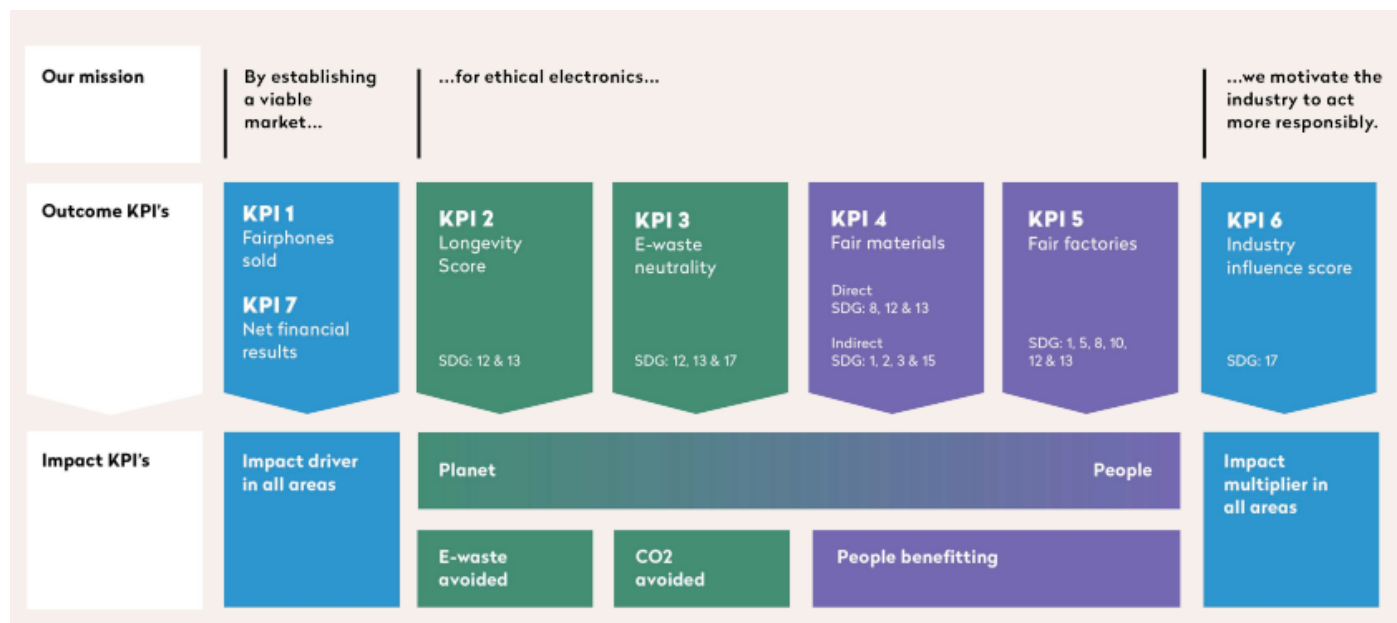 Our mission
By establishing
a viable
market...
...for ethical electronics...
...we motivate the
industry to act
more responsibly.
Outcome KPI's
KPI 1
Fairphones
sold
KPI 7
Net financial
results
KPI 2
Longevity
Score
SDG: 12 & 13
KPI 3
E-waste
neutrality
SDG: 12, 13 & 17
KPI 4
Fair materials
Direct
SDG: 8, 12 & 13
Indirect
SDG: 1, 2, 3 & 15
KPI 5
Fair factories
SDG: 1, 5, 8, 10,
12 & 13
KPI 6
Industry
influence score
SDG: 17
Impact KPI's
Impact driver
in all areas
Planet
People
E-waste
avoided
CO2
avoided
People benefitting
Impact
multiplier in
all areas